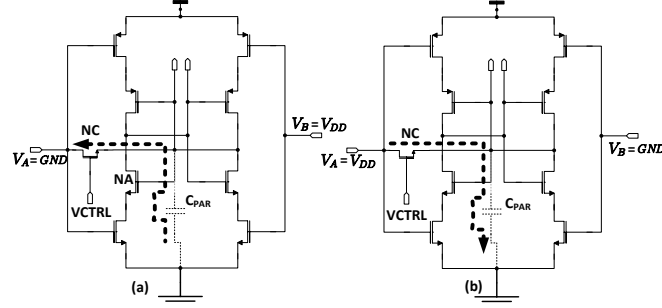 NC
V_A=GND
NA
VCTRL
C_PAR
V_B=V_DD
(a)
NC
V_A=V_DD
VCTRL
C_PAR
V_B=GND
(b)